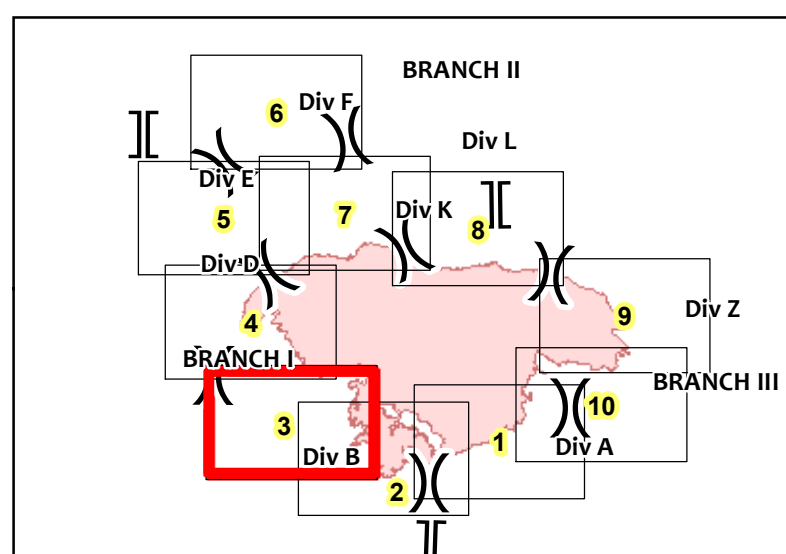 BRANCH II
6
Div F
][
Div L
Div E
5
7
Div K
][
8
Div D
4
9
Div Z
BRANCH I
BRANCH III
3
10
1
Div B
Div A
2
][